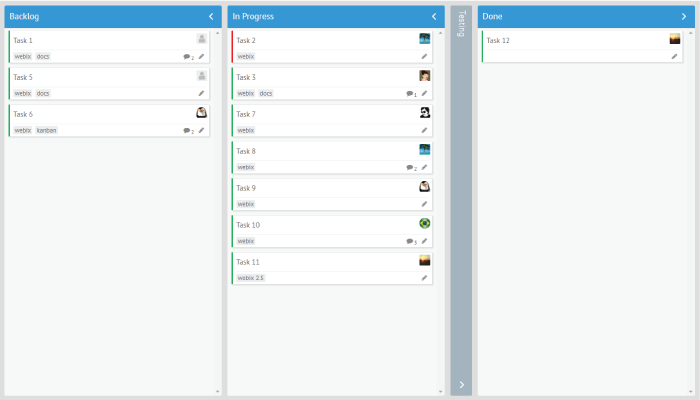 Backlog
Task 1
webix docs
2
Task 5
webix docs
Task 6
webix kanban
In Progress
Task 2
webix
Task 3
webix docs
1
Task 7
webix
Task 8
webix
2
Task 9
webix
Task 10
webix
Task 11
webix 2.5
Testing
Done
Task 12